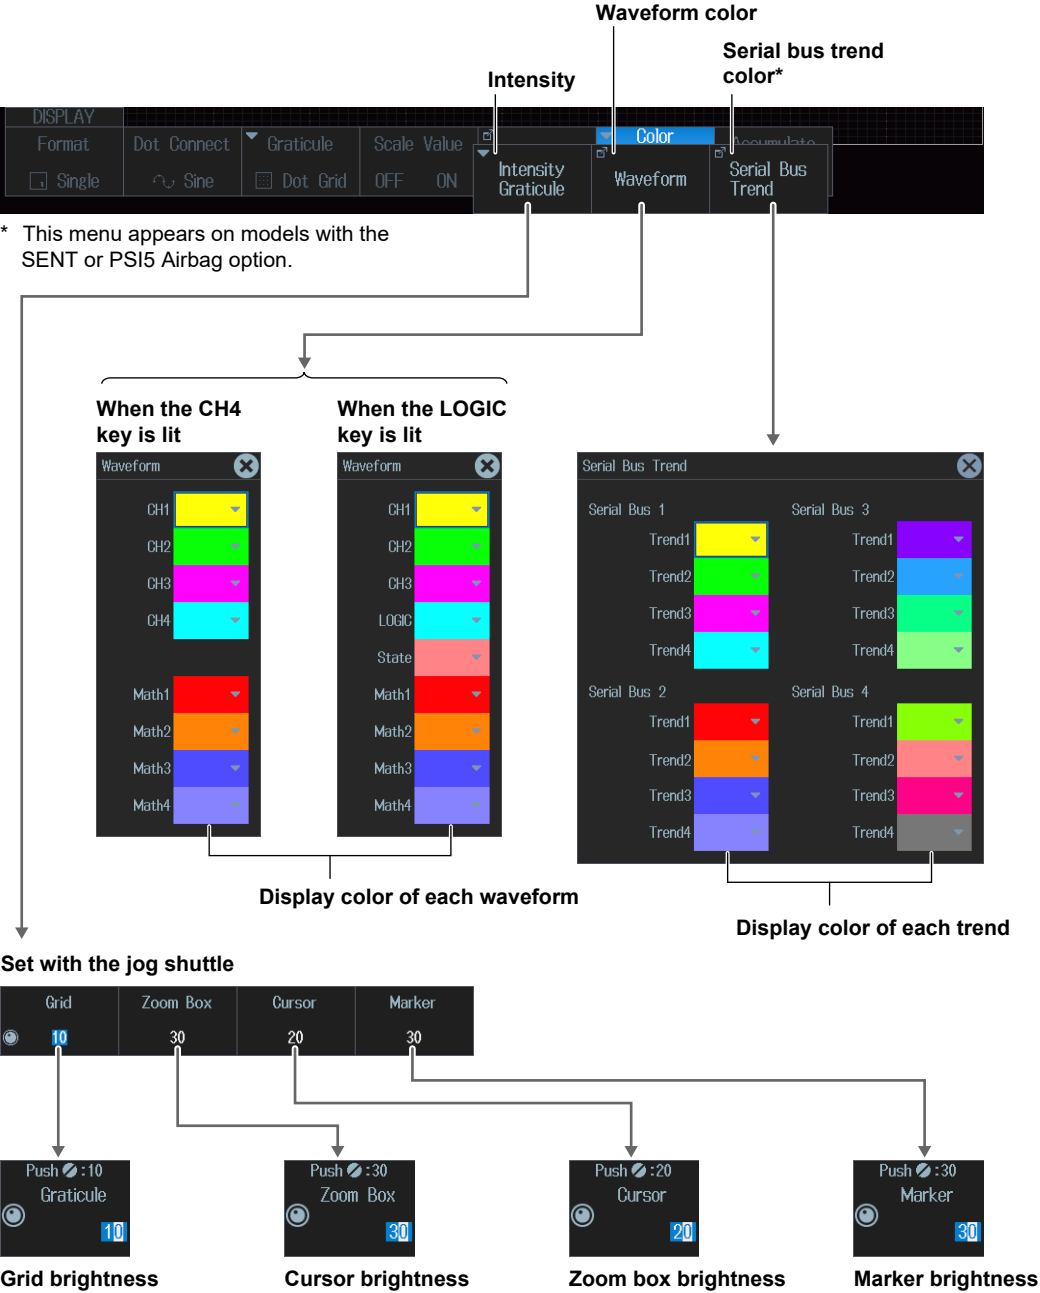 Waveform color
Serial bus trend
color*
Intensity
DISPLAY
Format
Dot Connect
Graticule
Scale Value
Color
Accumulate
1 Single
Sine
Dot Grid
OFF ON
Intensity
Graticule
Waveform
Serial Bus
Trend
* This menu appears on models with the
SENT or PSI5 Airbag option.
When the CH4
key is lit
Waveform
CH1
CH2
CH3
CH4
Math1
Math2
Math3
Math4
When the LOGIC
key is lit
Waveform
CH1
CH2
CH3
LOGIC
State
Math1
Math2
Math3
Math4
Display color of each waveform
Serial Bus Trend
Serial Bus 1
Trend1
Trend2
Trend3
Trend4
Serial Bus 2
Trend1
Trend2
Trend3
Trend4
Serial Bus 3
Trend1
Trend2
Trend3
Trend4
Serial Bus 4
Trend1
Trend2
Trend3
Trend4
Display color of each trend
Set with the jog shuttle
Grid
10
Zoom Box
30
Cursor
20
Marker
30
Push :10
Graticule
10
Grid brightness
Push :30
Zoom Box
30
Cursor brightness
Push :20
Cursor
20
Zoom box brightness
Push :30
Marker
30
Marker brightness